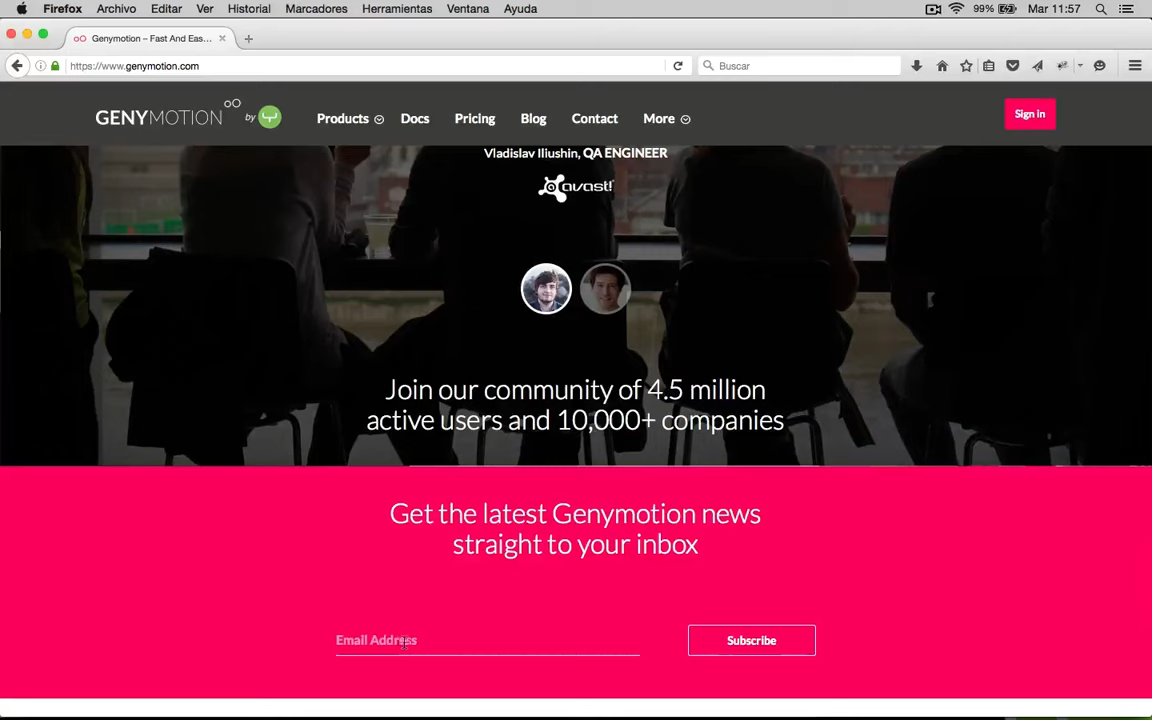 Firefox Archivo Editar Ver Historial Marcadores Herramientas Ventana Ayuda 99% Mar 11:57
Genymotion – Fast And Eas...
https://www.genymotion.com Buscar
GENYMOTION by Products Docs Pricing Blog Contact More Sign in
Vladislav Iliushin, QA ENGINEER
avast!
Join our community of 4.5 million
active users and 10,000+ companies
Get the latest Genymotion news
straight to your inbox
Email Address Subscribe